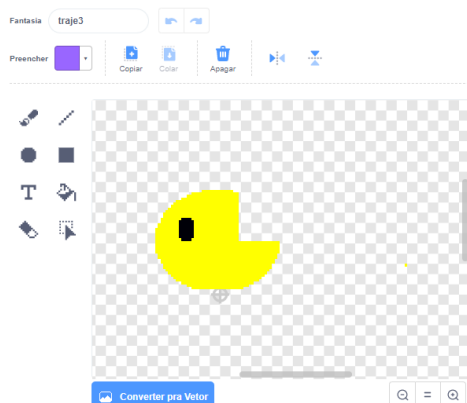 Fantasia traje3
Preencher Copiar Colar Apagar
T
Converter pra Vetor